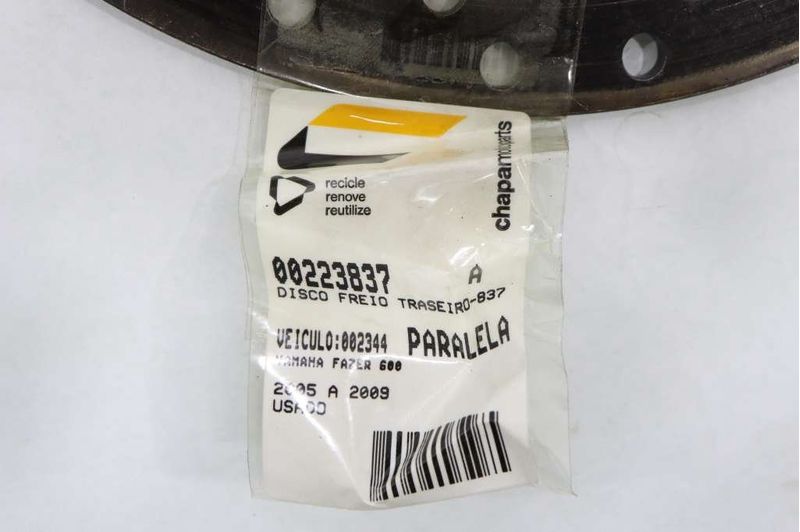 recicle
renove
reutilize
chapamotoparts
00223837 A
DISCO FREIO TRASEIRO-837
VEICULO:002344 PARALELA
YAMAHA FAZER 600
2005 A 2009
USADO